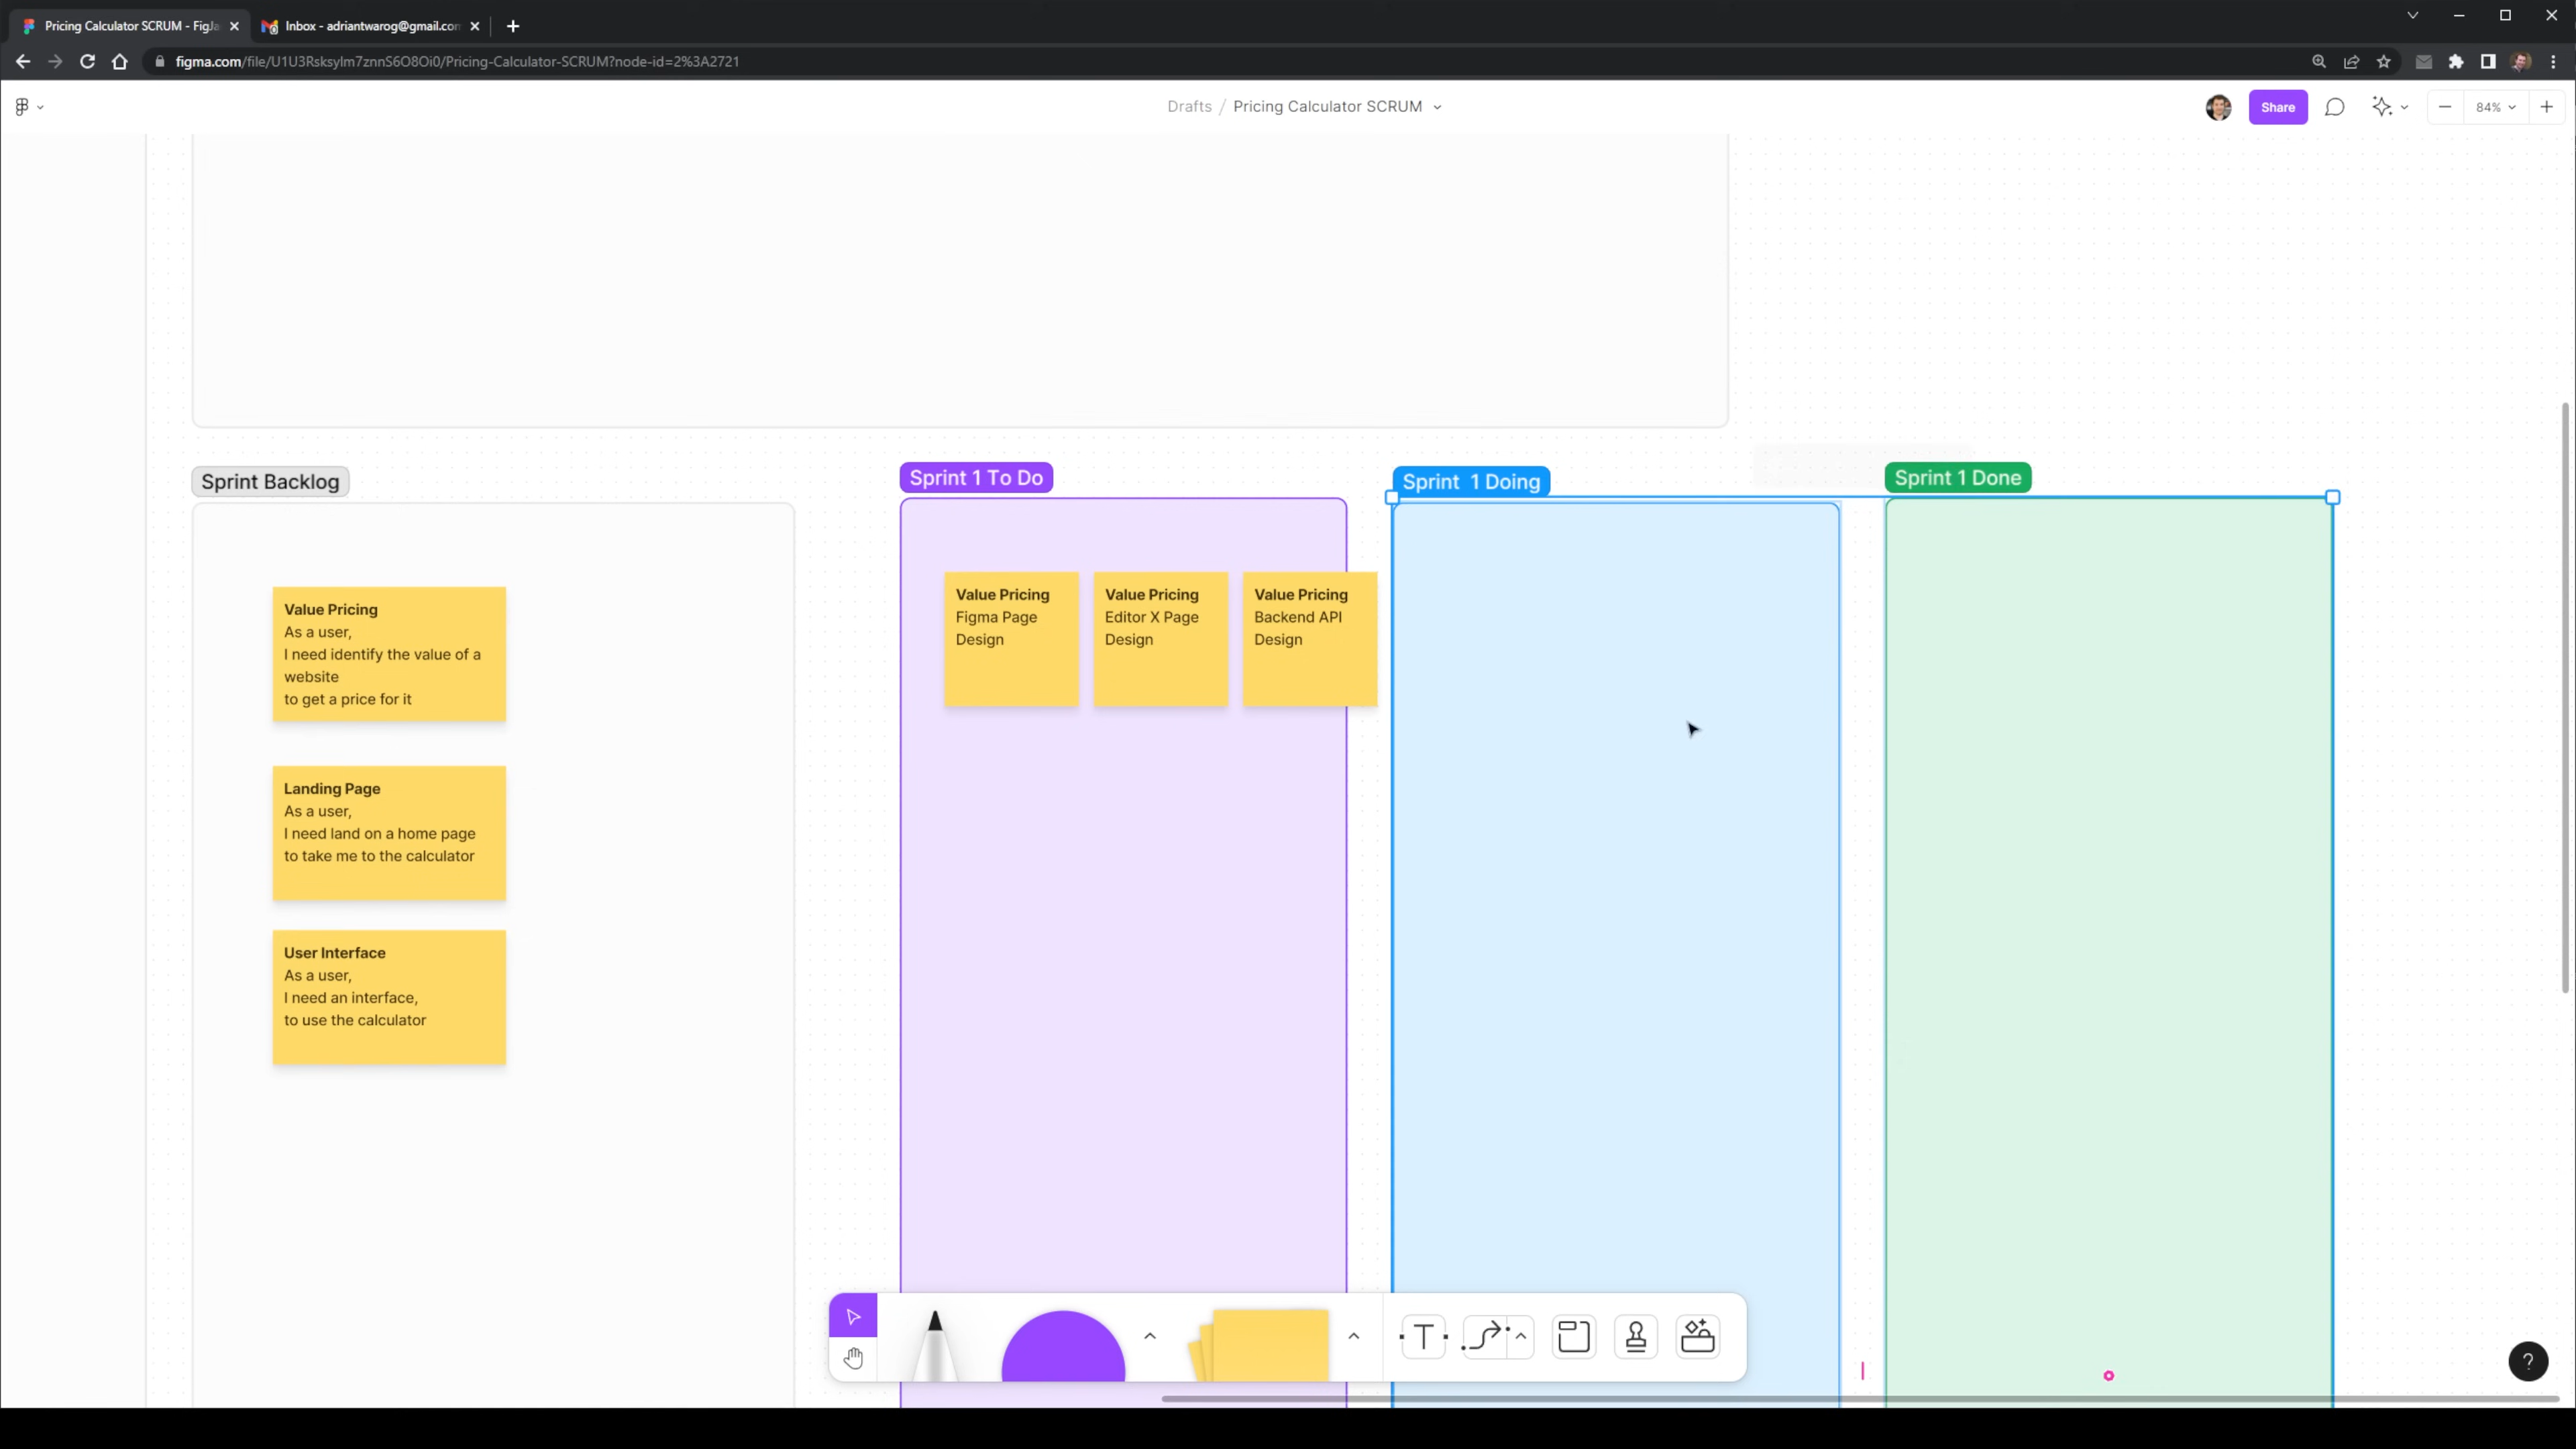 Pricing Calculator SCRUM - FigJa
Inbox - adriantwarog@gmail.con
figma.com/file/U1U3Rsksylm7znnS6O8Oi0/Pricing-Calculator-SCRUM?node-id=2%3A2721
Drafts / Pricing Calculator SCRUM
Share
84%
Sprint Backlog
Value Pricing
As a user,
I need identify the value of a
website
to get a price for it
Landing Page
As a user,
I need land on a home page
to take me to the calculator
User Interface
As a user,
I need an interface,
to use the calculator
Sprint 1 To Do
Value Pricing
Figma Page
Design
Value Pricing
Editor X Page
Design
Value Pricing
Backend API
Design
Sprint  1 Doing
Sprint 1 Done
T
?